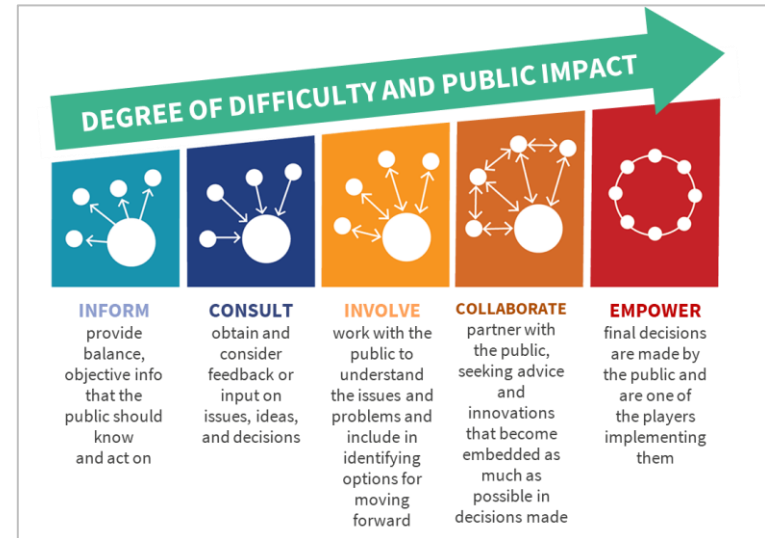 DEGREE OF DIFFICULTY AND PUBLIC IMPACT
INFORM
provide
balance,
objective info
that the
public should
know
and act on
CONSULT
obtain and
consider
feedback or
input on
issues, ideas,
and decisions
INVOLVE
work with the
public to
understand
the issues and
problems and
include in
identifying
options for
moving
forward
COLLABORATE
partner with
the public,
seeking advice
and
innovations
that become
embedded as
much as
possible in
decisions made
EMPOWER
final decisions
are made by
the public and
are one of
the players
implementing
them